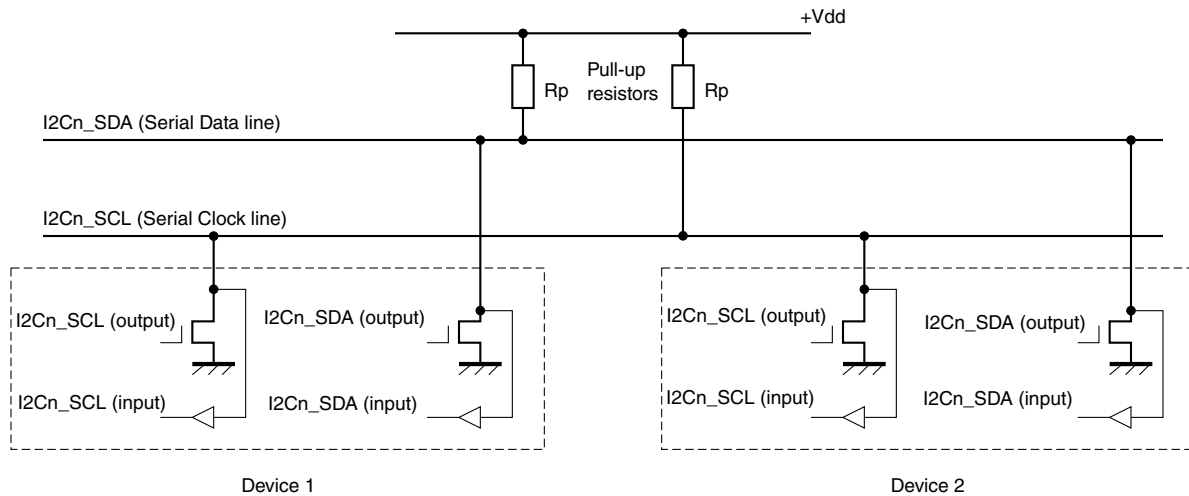 +Vdd
Pull-up
resistors
Rp
Rp
I2Cn_SDA (Serial Data line)
I2Cn_SCL (Serial Clock line)
I2Cn_SCL (output)
I2Cn_SDA (output)
I2Cn_SCL (input)
I2Cn_SDA (input)
Device 1
I2Cn_SCL (output)
I2Cn_SDA (output)
I2Cn_SCL (input)
I2Cn_SDA (input)
Device 2